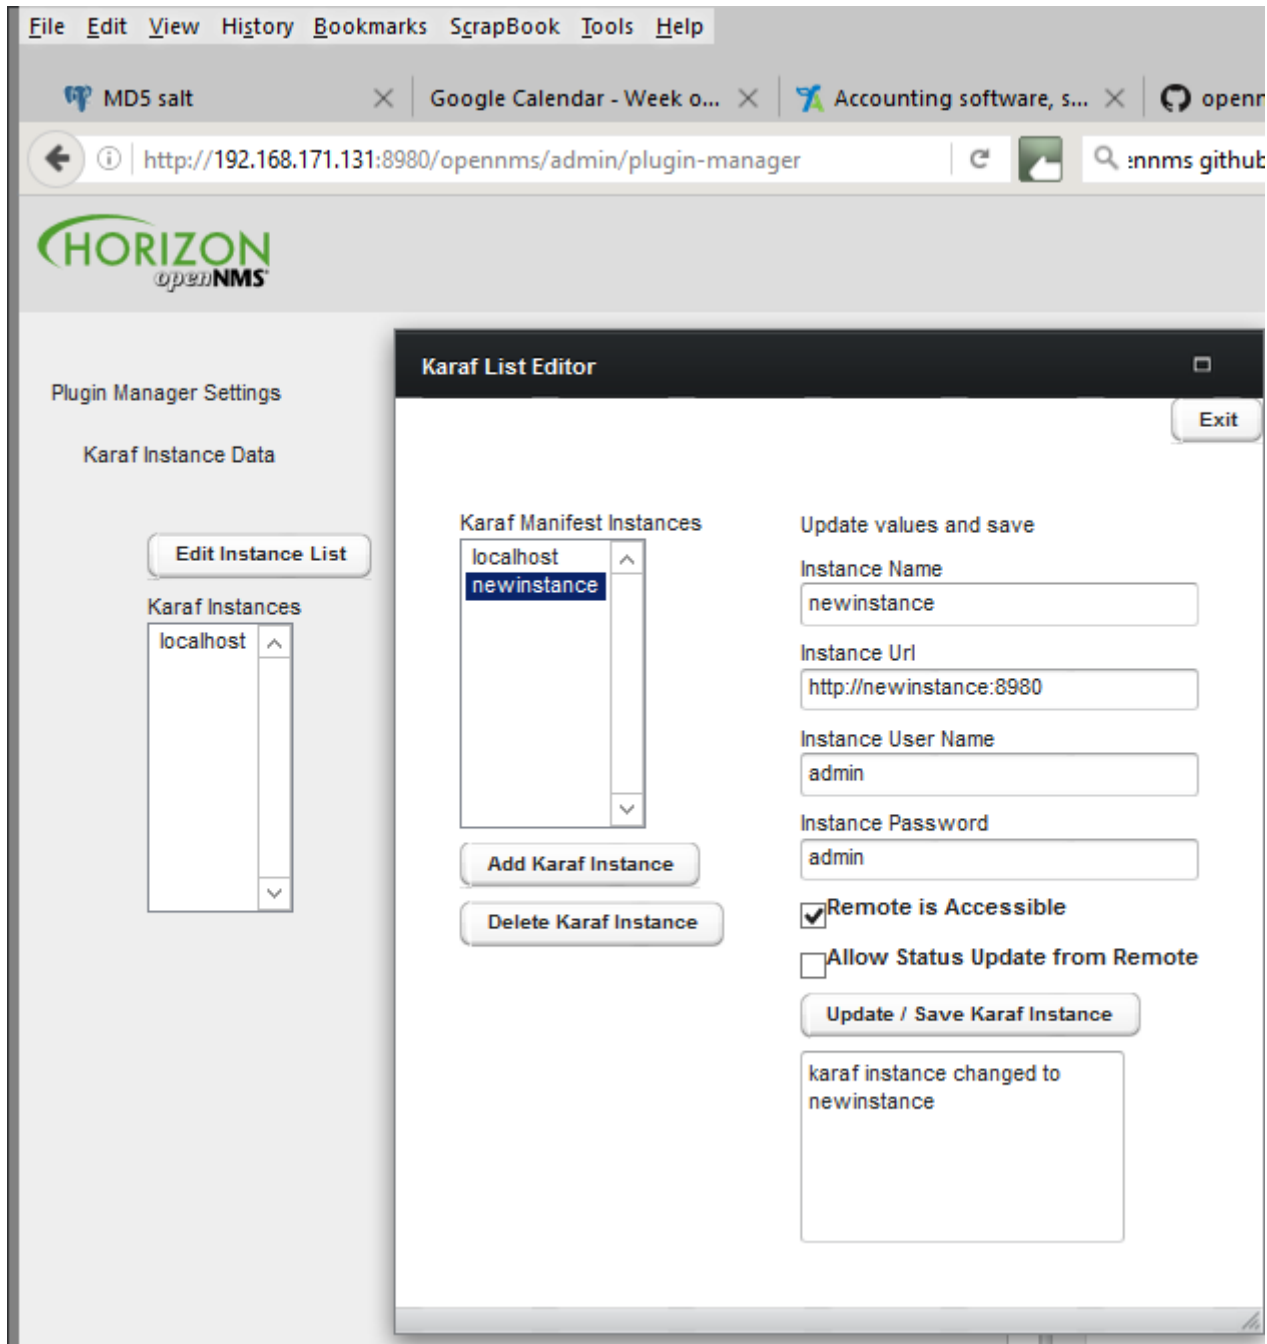 File Edit View History Bookmarks ScrapBook Tools Help
MD5 salt Google Calendar - Week o... Accounting software, s... openn
http://192.168.171.131:8980/opennms/admin/plugin-manager :nnms github
HORIZON
openNMS
Karaf List Editor
Exit
Plugin Manager Settings
Karaf Instance Data
Edit Instance List
Karaf Instances
localhost
Karaf Manifest Instances
localhost
newinstance
Add Karaf Instance
Delete Karaf Instance
Update values and save
Instance Name
newinstance
Instance Url
http://newinstance:8980
Instance User Name
admin
Instance Password
admin
Remote is Accessible
Allow Status Update from Remote
Update / Save Karaf Instance
karaf instance changed to
newinstance